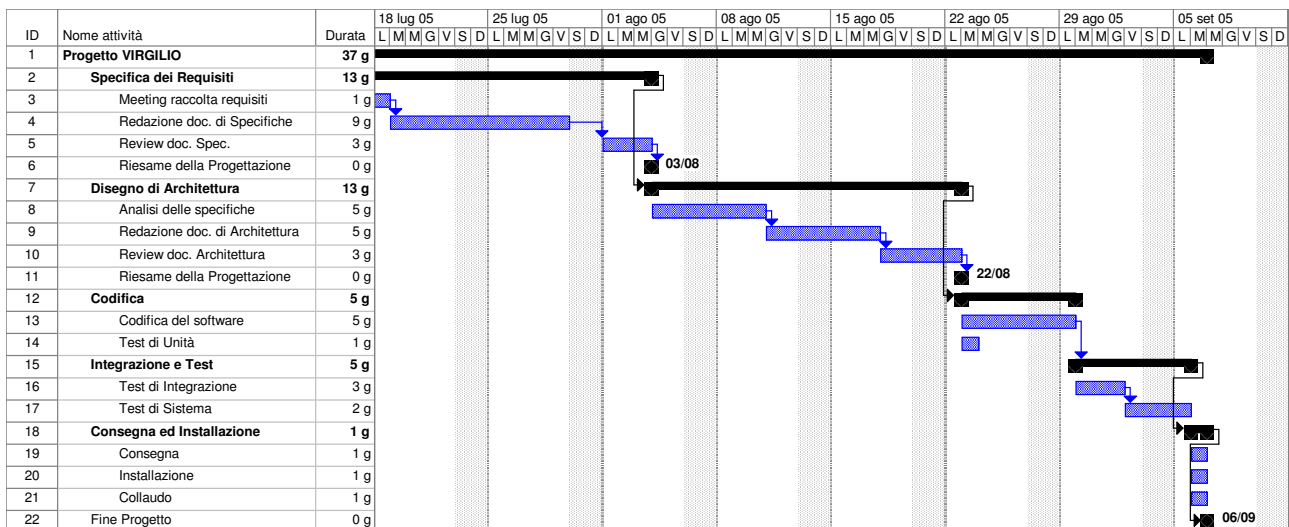 18 lug 05 25 lug 05 01 ago 05 08 ago 05 15 ago 05 22 ago 05 29 ago 05 05 set 05
ID Nome attività Durata L M M G V S D L M M G V S D L M M G V S D L M M G V S D L M M G V S D L M M G V S D L M M G V S D L M M G V S D
1 Progetto VIRGILIO 37 g
2 Specifica dei Requisiti 13 g
3 Meeting raccolta requisiti 1 g
4 Redazione doc. di Specifiche 9 g
5 Review doc. Spec. 3 g
6 Riesame della Progettazione 0 g 03/08
7 Disegno di Architettura 13 g
8 Analisi delle specifiche 5 g
9 Redazione doc. di Architettura 5 g
10 Review doc. Architettura 3 g
11 Riesame della Progettazione 0 g 22/08
12 Codifica 5 g
13 Codifica del software 5 g
14 Test di Unità 1 g
15 Integrazione e Test 5 g
16 Test di Integrazione 3 g
17 Test di Sistema 2 g
18 Consegna ed Installazione 1 g
19 Consegna 1 g
20 Installazione 1 g
21 Collaudo 1 g
22 Fine Progetto 0 g 06/09